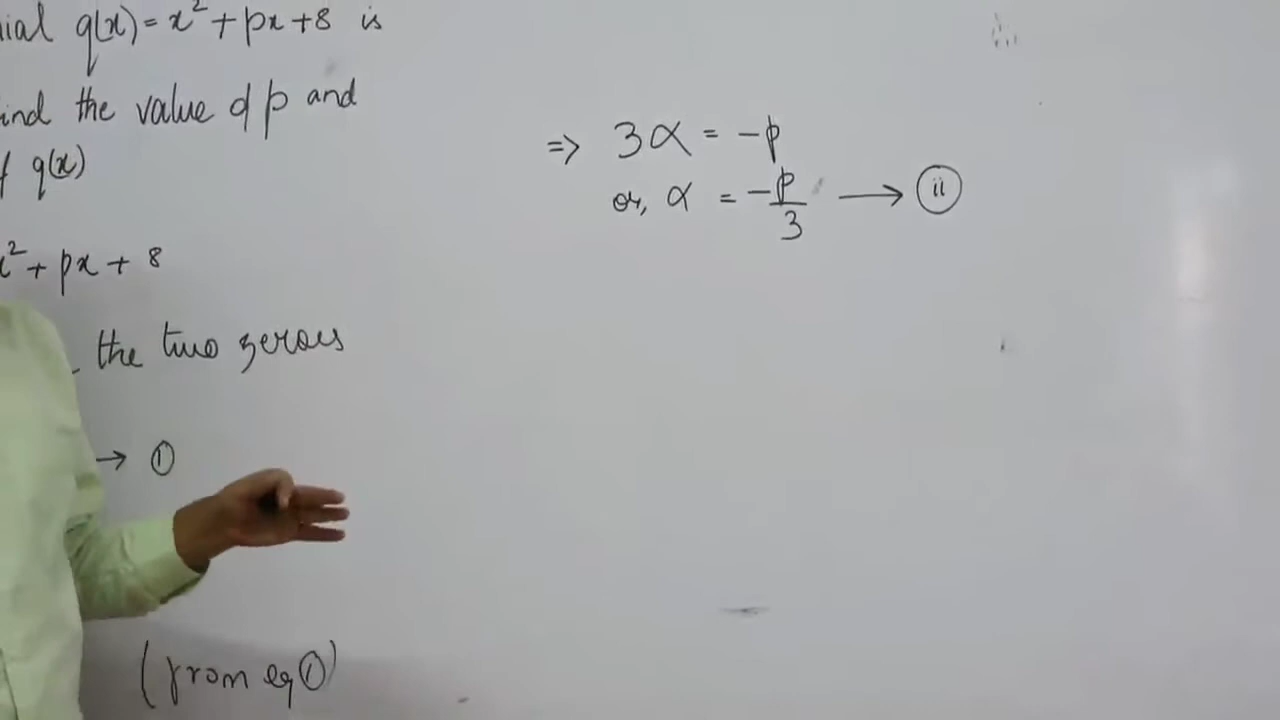 ial q(x) = x² + px + 8 is
ind the value of p and
f q(x)
x² + px + 8
the two zeroes
→ ①
(from eq ①)
⇒ 3α = -p
or, α = -p/3 → ⓘⓘ